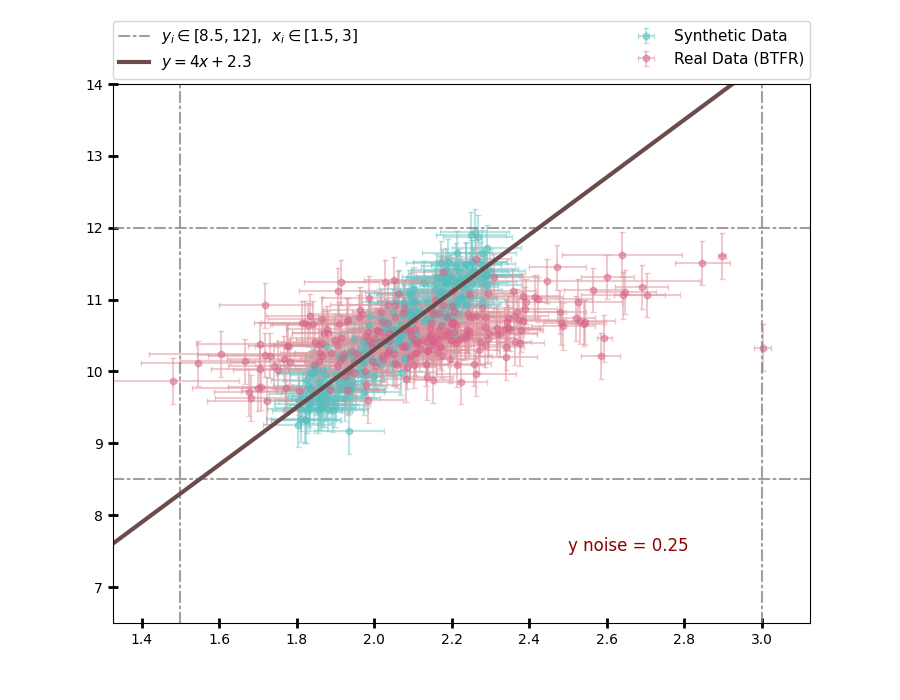 y_i ∈ [8.5, 12], x_i ∈ [1.5, 3]
y = 4x + 2.3
Synthetic Data
Real Data (BTFR)
14
13
12
11
10
9
8
7
y noise = 0.25
1.4 1.6 1.8 2.0 2.2 2.4 2.6 2.8 3.0